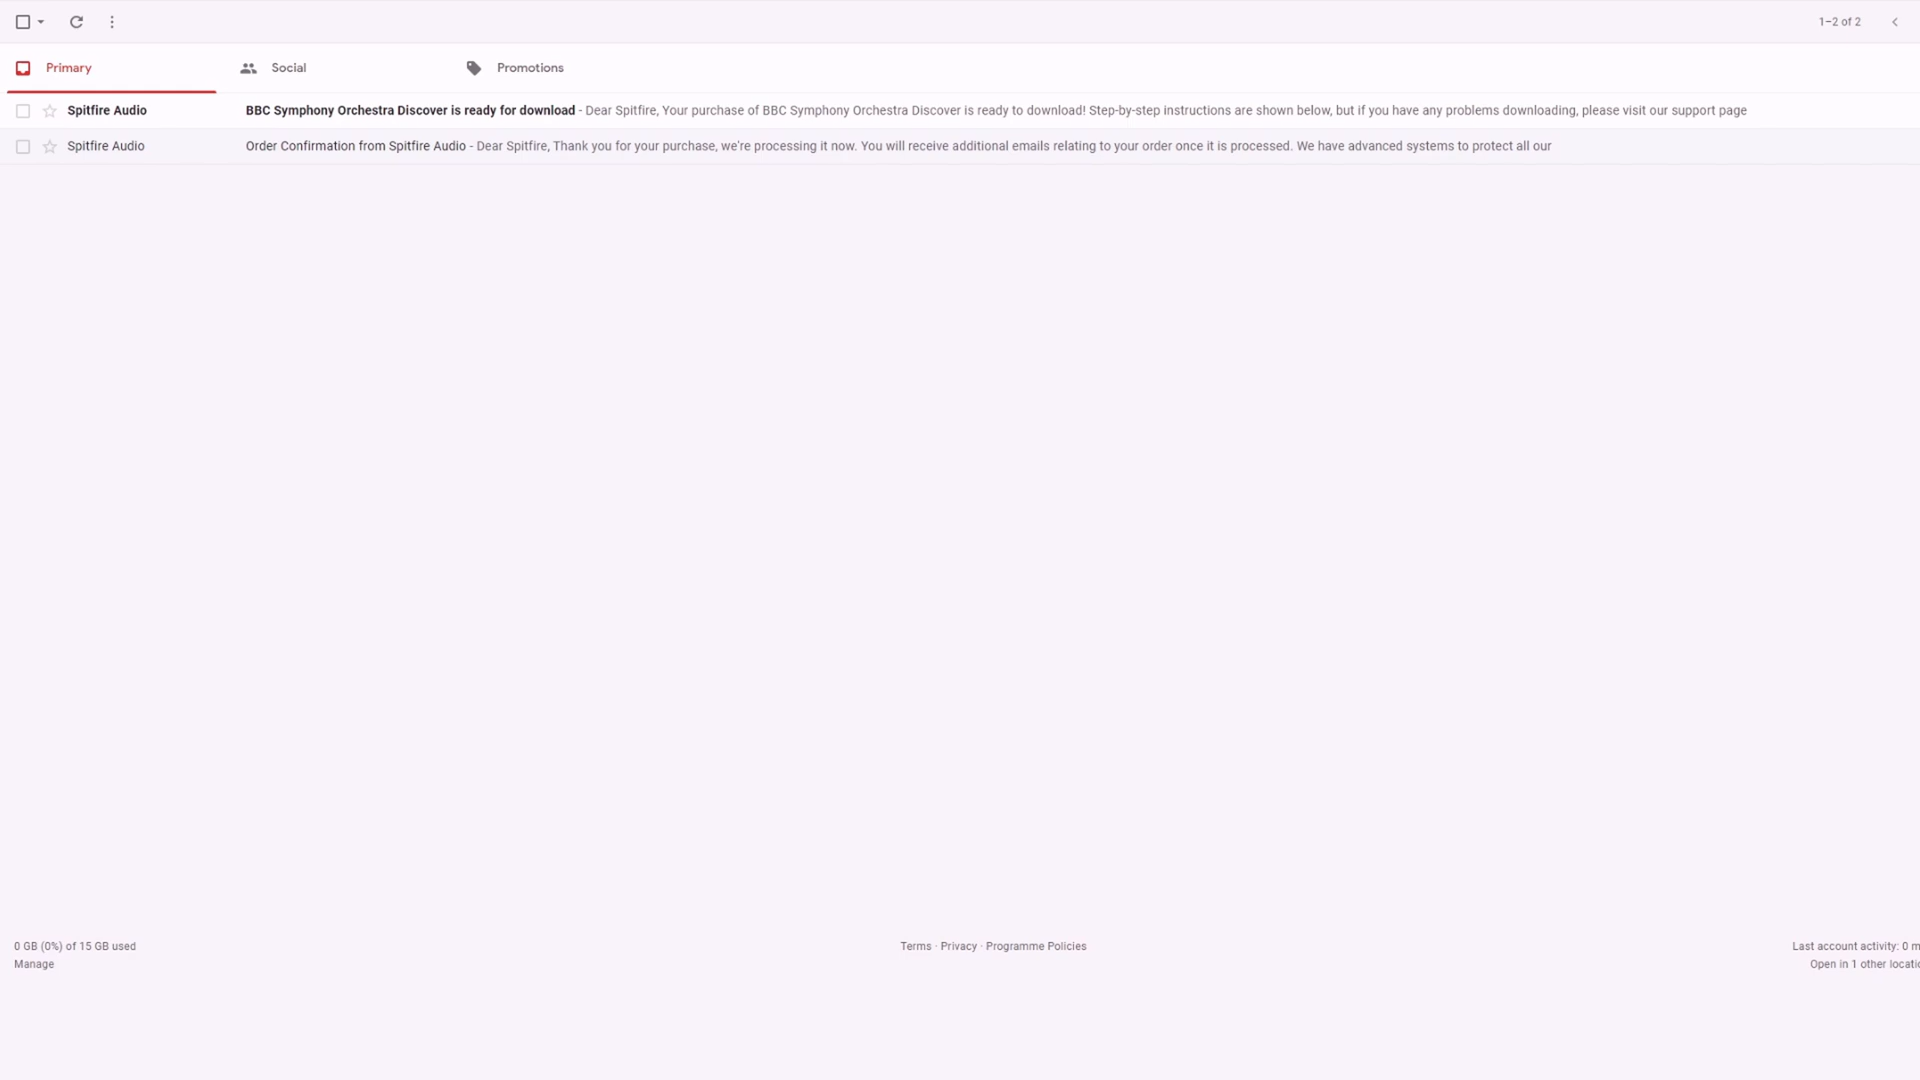 1–2 of 2
Primary Social Promotions
Spitfire Audio BBC Symphony Orchestra Discover is ready for download - Dear Spitfire, Your purchase of BBC Symphony Orchestra Discover is ready to download! Step-by-step instructions are shown below, but if you have any problems downloading, please visit our support page
Spitfire Audio Order Confirmation from Spitfire Audio - Dear Spitfire, Thank you for your purchase, we're processing it now. You will receive additional emails relating to your order once it is processed. We have advanced systems to protect all our
0 GB (0%) of 15 GB used Terms · Privacy · Programme Policies Last account activity: 0 m
Manage Open in 1 other locatio